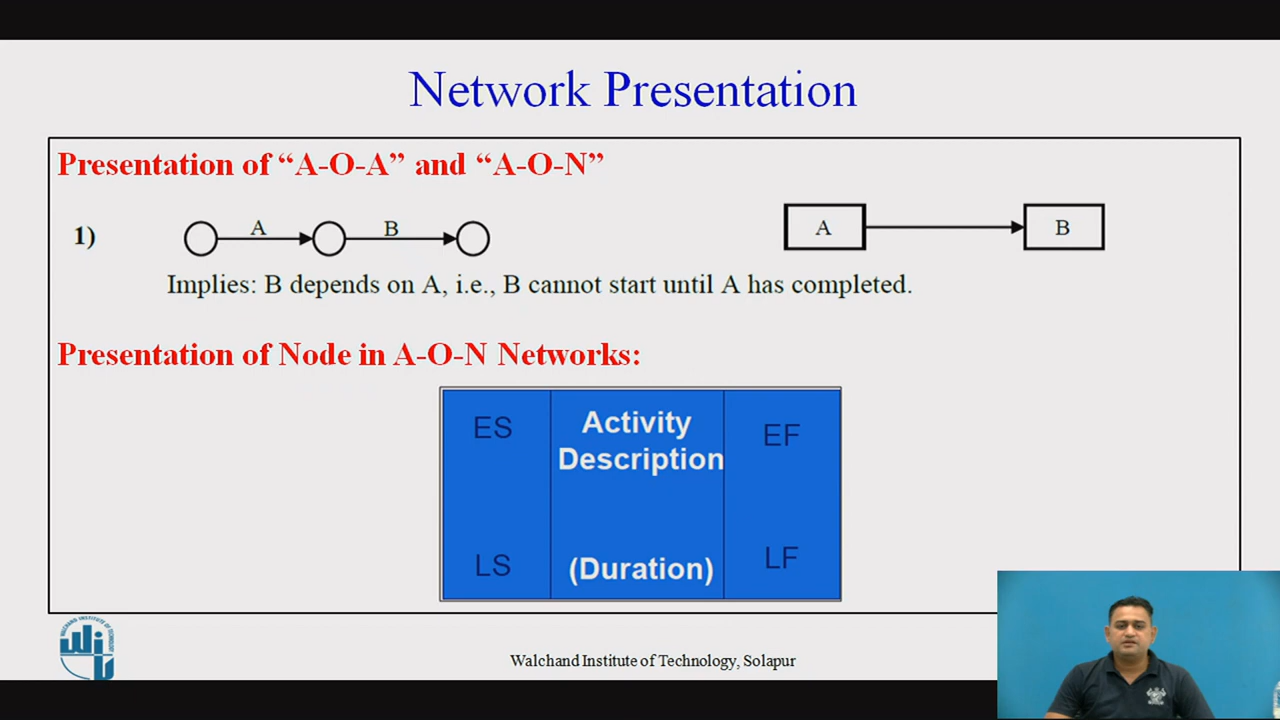 Network Presentation
Presentation of “A-O-A” and “A-O-N”
1)
A
B
A
B
Implies: B depends on A, i.e., B cannot start until A has completed.
Presentation of Node in A-O-N Networks:
ES
Activity
Description
EF
LS
(Duration)
LF
Walchand Institute of Technology, Solapur